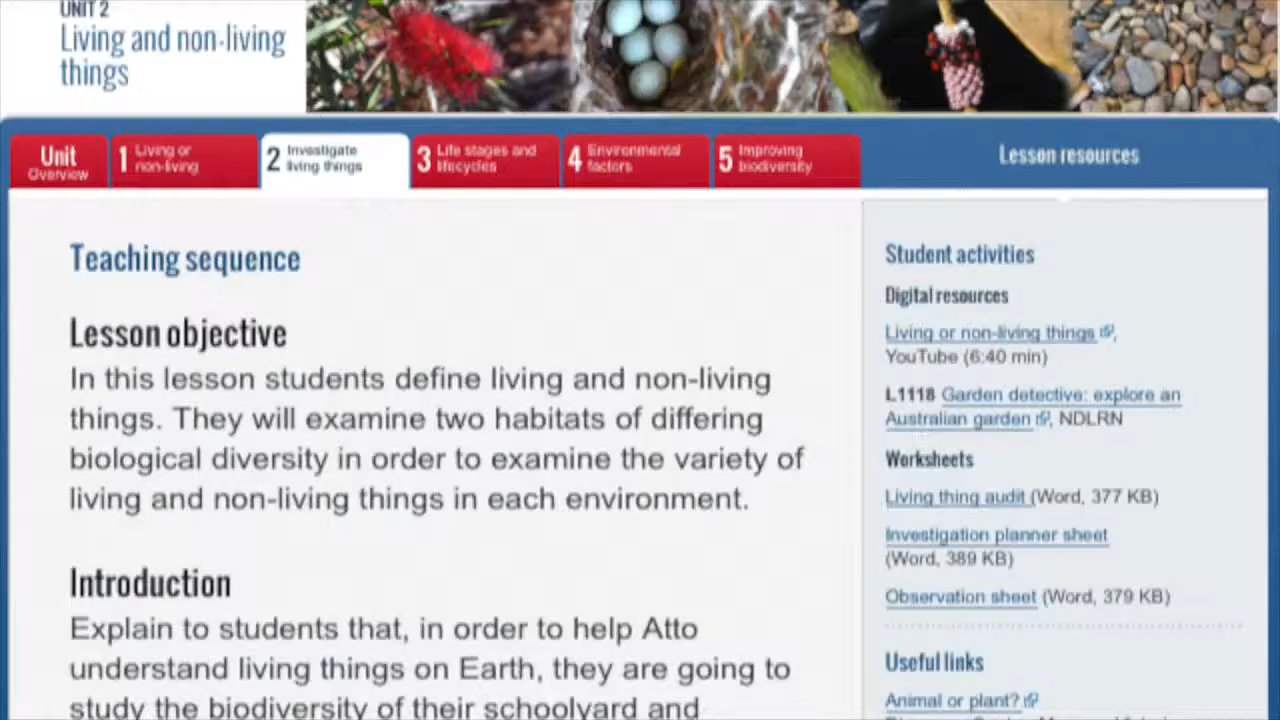 UNIT 2
Living and non-living
things
Unit
Overview
1 Living or
non-living
2 Investigate
living things
3 Life stages and
lifecycles
4 Environmental
factors
5 Improving
biodiversity
Lesson resources
Teaching sequence
Lesson objective
In this lesson students define living and non-living
things. They will examine two habitats of differing
biological diversity in order to examine the variety of
living and non-living things in each environment.
Introduction
Explain to students that, in order to help Atto
understand living things on Earth, they are going to
study the biodiversity of their schoolyard and
Student activities
Digital resources
Living or non-living things,
YouTube (6:40 min)
L1118 Garden detective: explore an
Australian garden, NDLRN
Worksheets
Living thing audit (Word, 377 KB)
Investigation planner sheet
(Word, 389 KB)
Observation sheet (Word, 379 KB)
Useful links
Animal or plant?